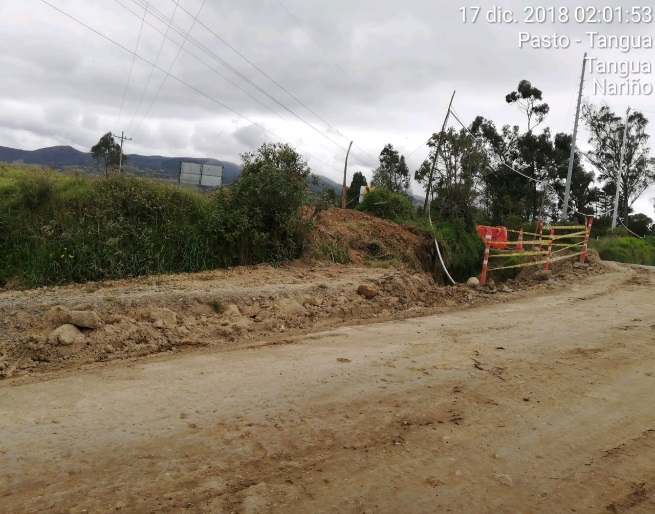 17 dic. 2018 02:01:53
Pasto - Tangua
Tangua
Nariño